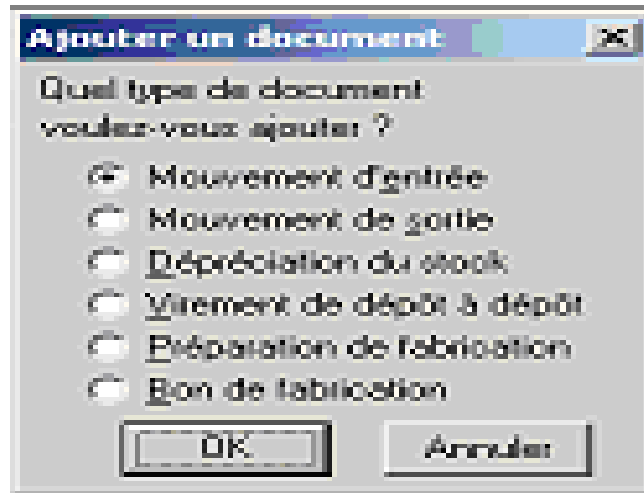 Ajouter un document
Quel type de document
voulez-vous ajouter ?
Mouvement d'entrée
Mouvement de sortie
Dépréciation du stock
Virement de dépôt à dépôt
Préparation de fabrication
Bon de fabrication
OK Annuler